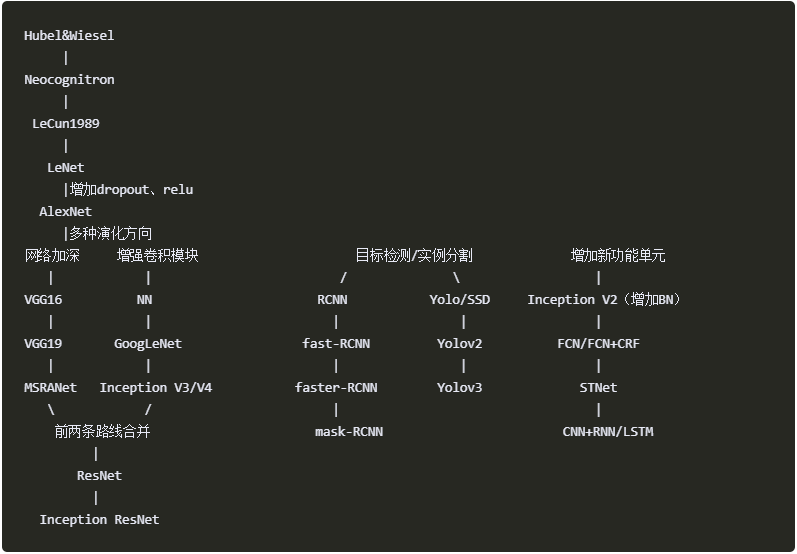 Hubel&Wiesel
|
Neocognitron
|
LeCun1989
|
LeNet
|增加dropout、relu
AlexNet
|多种演化方向
网络加深 增强卷积模块 目标检测/实例分割 增加新功能单元
| | / \ |
VGG16 NN RCNN Yolo/SSD Inception V2（增加BN）
| | | | |
VGG19 GoogLeNet fast-RCNN Yolov2 FCN/FCN+CRF
| | | | |
MSRANet Inception V3/V4 faster-RCNN Yolov3 STNet
\ / | |
前两条路线合并 mask-RCNN CNN+RNN/LSTM
|
ResNet
|
Inception ResNet